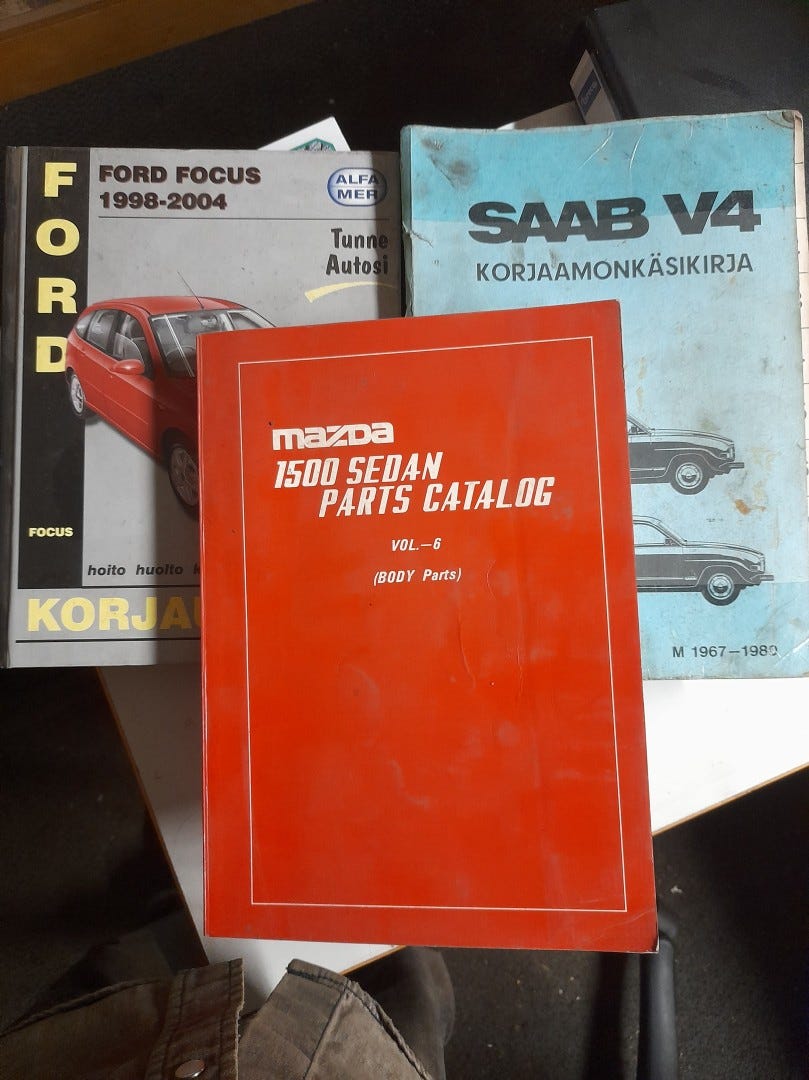 FORD
FORD FOCUS
1998-2004
ALFA
MER
Tunne
Autosi
FOCUS
hoito huolto
KORJAU
SAAB V4
KORJAAMONKÄSIKIRJA
M 1967–1980
mazda
1500 SEDAN
PARTS CATALOG
VOL.—6
(BODY Parts)